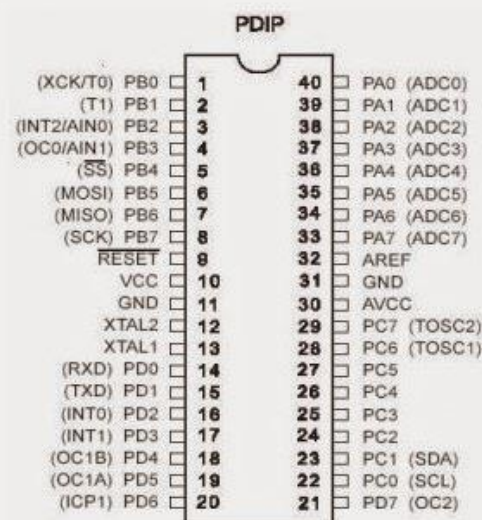 PDIP
(XCK/T0) PB0 1 40 PA0 (ADC0)
(T1) PB1 2 39 PA1 (ADC1)
(INT2/AIN0) PB2 3 38 PA2 (ADC2)
(OC0/AIN1) PB3 4 37 PA3 (ADC3)
(SS) PB4 5 36 PA4 (ADC4)
(MOSI) PB5 6 35 PA5 (ADC5)
(MISO) PB6 7 34 PA6 (ADC6)
(SCK) PB7 8 33 PA7 (ADC7)
RESET 9 32 AREF
VCC 10 31 GND
GND 11 30 AVCC
XTAL2 12 29 PC7 (TOSC2)
XTAL1 13 28 PC6 (TOSC1)
(RXD) PD0 14 27 PC5
(TXD) PD1 15 26 PC4
(INT0) PD2 16 25 PC3
(INT1) PD3 17 24 PC2
(OC1B) PD4 18 23 PC1 (SDA)
(OC1A) PD5 19 22 PC0 (SCL)
(ICP1) PD6 20 21 PD7 (OC2)